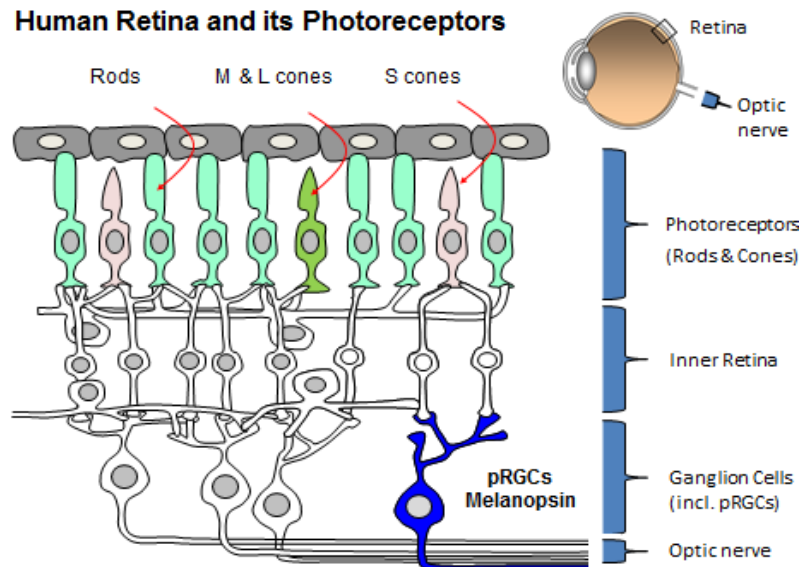 Human Retina and its Photoreceptors
Rods
M & L cones
S cones
Retina
Optic
nerve
Photoreceptors
(Rods & Cones)
Inner Retina
pRGCs
Melanopsin
Ganglion Cells
(incl. pRGCs)
Optic nerve